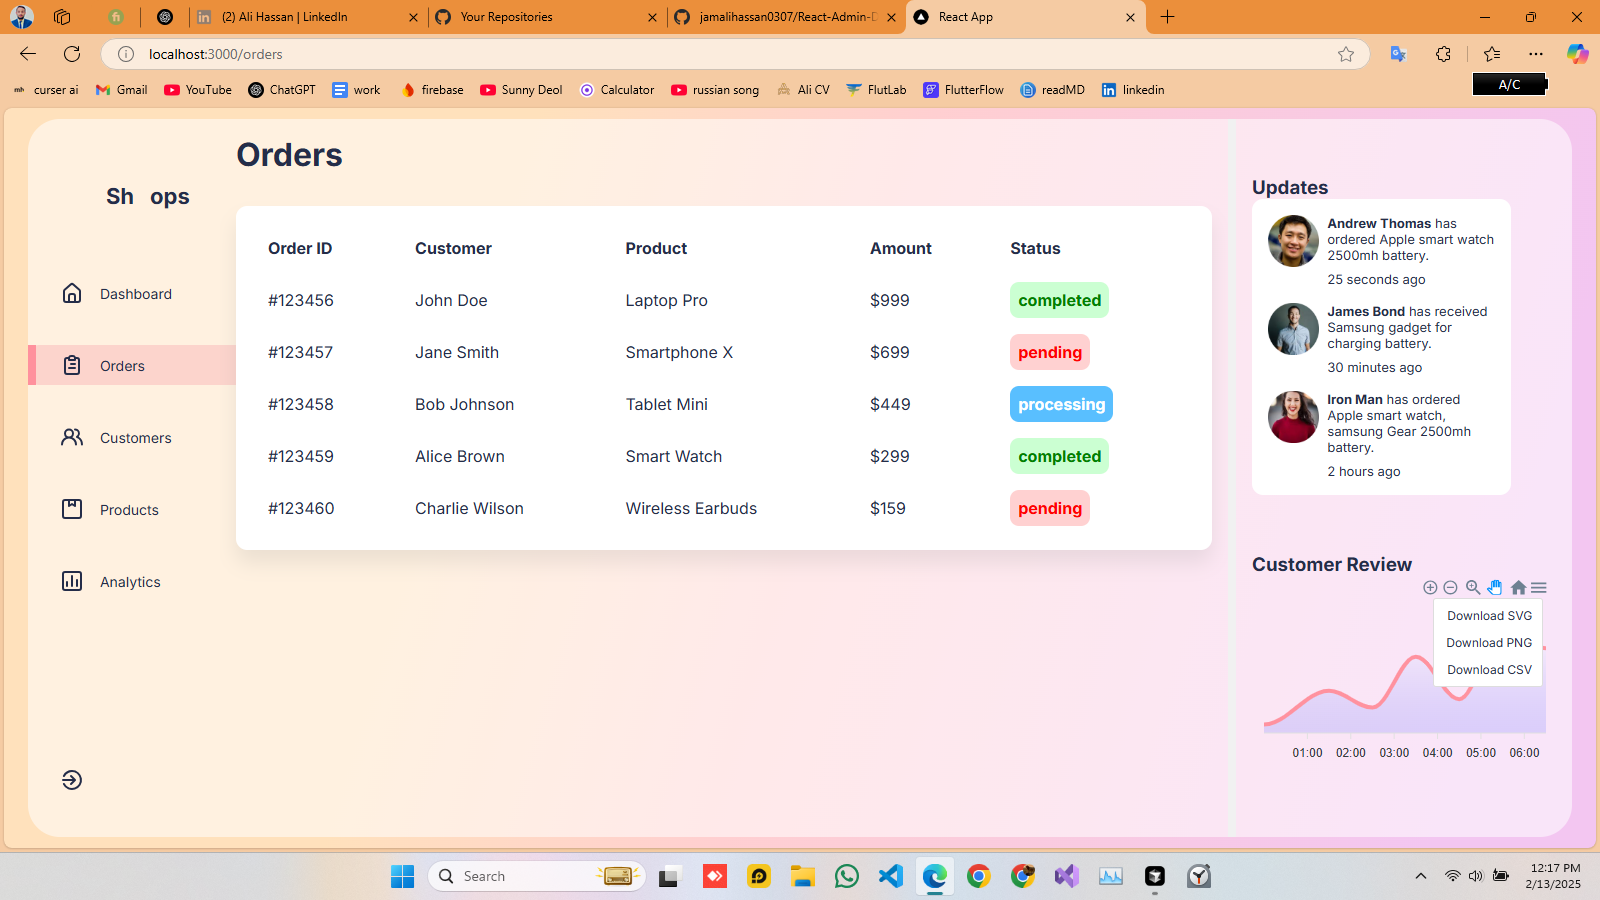 (2) Ali Hassan | LinkedIn
Your Repositories
jamalihassan0307/React-Admin-D
React App
localhost:3000/orders
curser ai
Gmail
YouTube
ChatGPT
work
firebase
Sunny Deol
Calculator
russian song
Ali CV
FlutLab
FlutterFlow
readMD
linkedin
A/C
Sh ops
Dashboard
Orders
Customers
Products
Analytics
Orders
Order ID Customer Product Amount Status
#123456 John Doe Laptop Pro $999 completed
#123457 Jane Smith Smartphone X $699 pending
#123458 Bob Johnson Tablet Mini $449 processing
#123459 Alice Brown Smart Watch $299 completed
#123460 Charlie Wilson Wireless Earbuds $159 pending
Updates
Andrew Thomas has
ordered Apple smart watch
2500mh battery.
25 seconds ago
James Bond has received
Samsung gadget for
charging battery.
30 minutes ago
Iron Man has ordered
Apple smart watch,
samsung Gear 2500mh
battery.
2 hours ago
Customer Review
Download SVG
Download PNG
Download CSV
01:00 02:00 03:00 04:00 05:00 06:00
Search
12:17 PM
2/13/2025